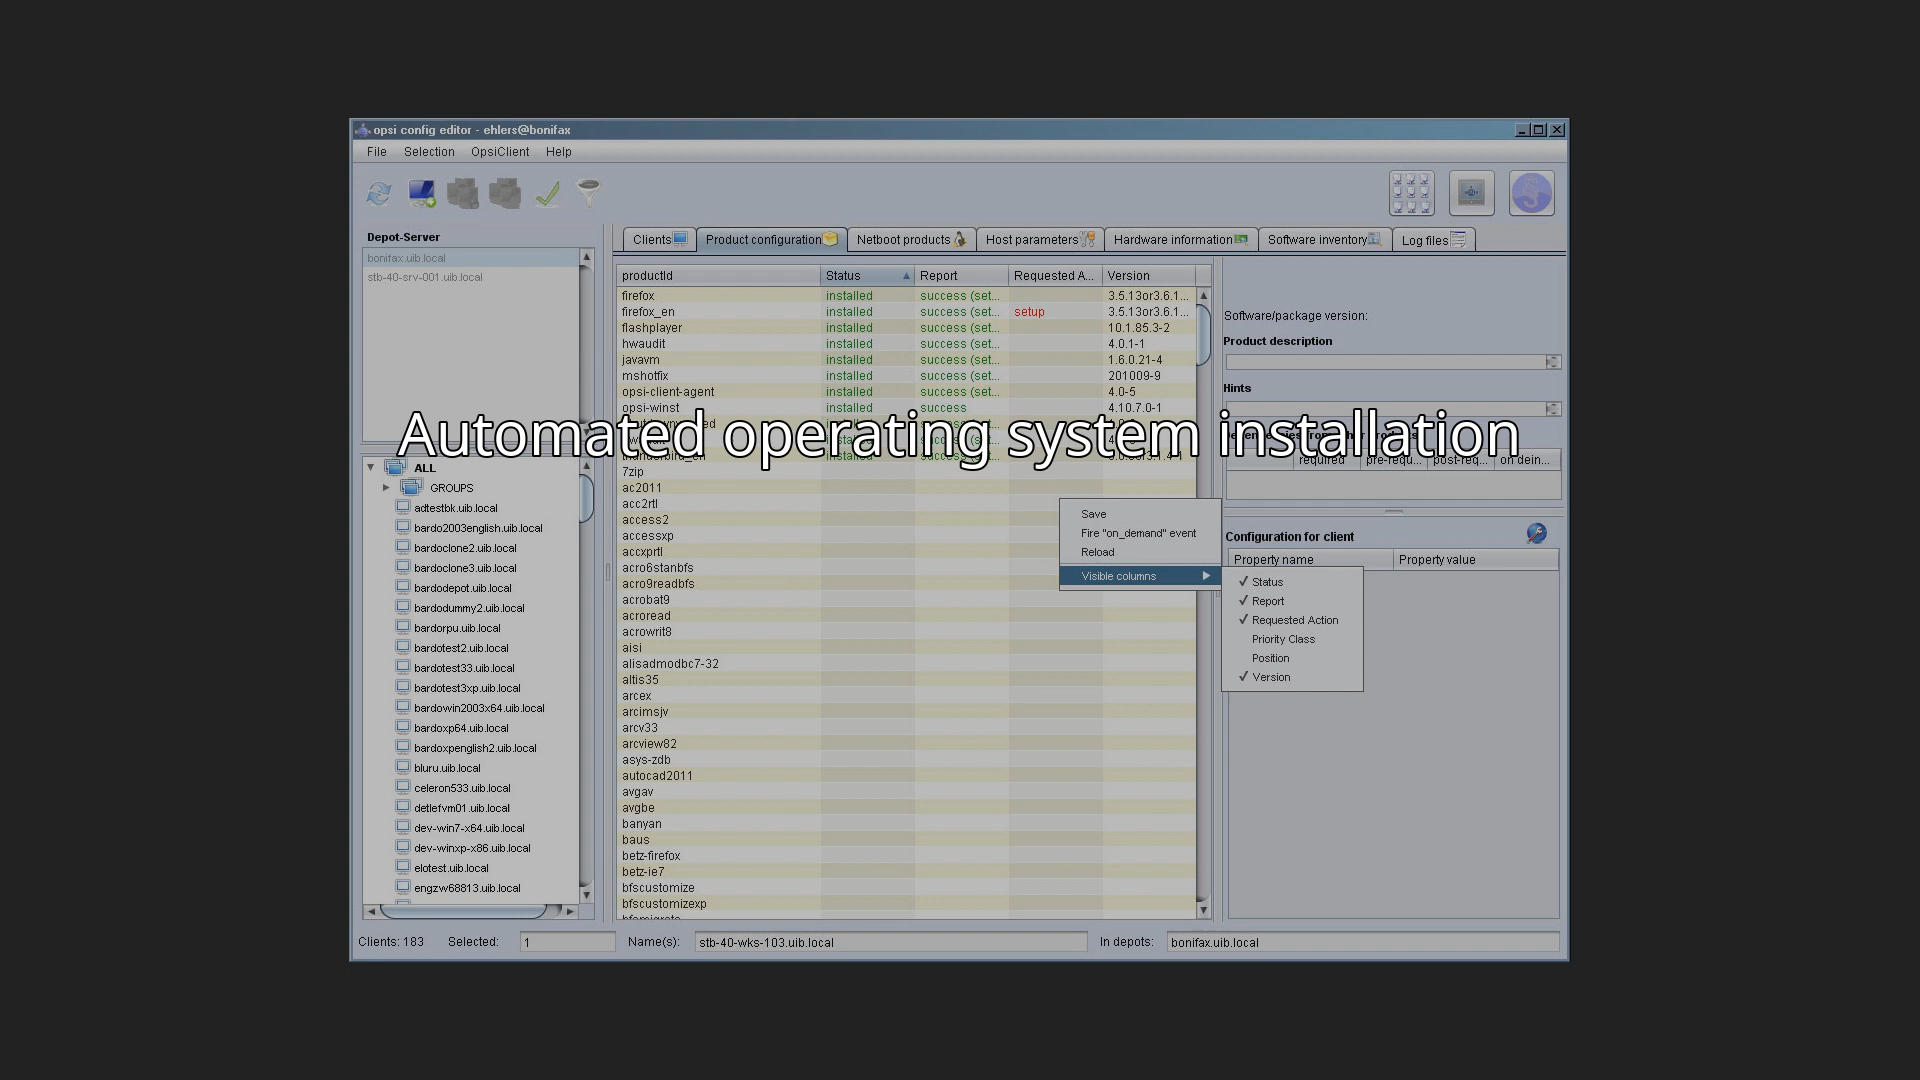 opsi config editor - ehlers@bonifax
File Selection OpsiClient Help
Depot-Server
bonifax.uib.local
stb-40-srv-001.uib.local
Clients Product configuration Netboot products Host parameters Hardware information Software inventory Log files
productId Status Report Requested A... Version
firefox installed success (set... 3.5.13or3.6.1...
firefox_en installed success (set... setup 3.5.13or3.6.1...
flashplayer installed success (set... 10.1.85.3-2
hwaudit installed success (set... 4.0.1-1
javavm installed success (set... 1.6.0.21-4
mshotfix installed success (set... 201009-9
opsi-client-agent installed success (set... 4.0-5
opsi-winst installed success 4.10.7.0-1
Automated operating system installation
7zip
ac2011
acc2rtl
access2
accessxp
accxprtl
acro6stanbfs
acro9readbfs
acrobat9
acroread
acrowrit8
aisi
alisadmodbc7-32
altis35
arcex
arcimsjv
arcv33
arcview82
asys-zdb
autocad2011
avgav
avgbe
banyan
baus
betz-firefox
betz-ie7
bfscustomize
bfscustomizexp
Software/package version:
Product description
Hints
required pre-requ... post-req... on dein...
Configuration for client
Property name Property value
Save
Fire "on_demand" event
Reload
Visible columns
Status
Report
Requested Action
Priority Class
Position
Version
ALL
GROUPS
adtestbk.uib.local
bardo2003english.uib.local
bardoclone2.uib.local
bardoclone3.uib.local
bardodepot.uib.local
bardodummy2.uib.local
bardorpu.uib.local
bardotest2.uib.local
bardotest33.uib.local
bardotest3xp.uib.local
bardowin2003x64.uib.local
bardoxp64.uib.local
bardoxpenglish2.uib.local
bluru.uib.local
celeron533.uib.local
detlefvm01.uib.local
dev-win7-x64.uib.local
dev-winxp-x86.uib.local
elotest.uib.local
engzw68813.uib.local
Clients: 183 Selected: 1 Name(s): stb-40-wks-103.uib.local In depots: bonifax.uib.local